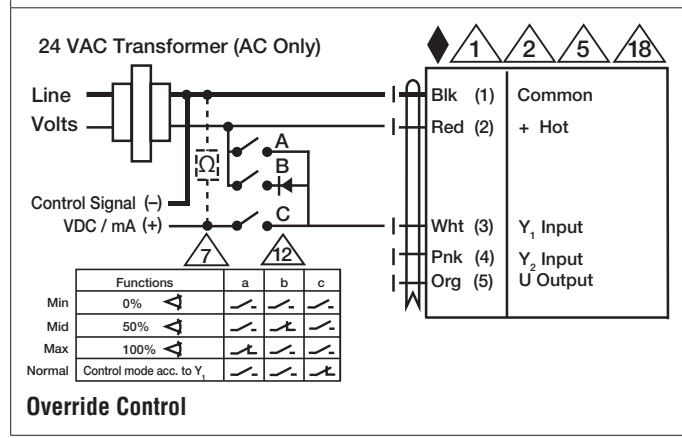 24 VAC Transformer (AC Only)
1 2 5 18
Line
Volts
Blk (1) Common
Red (2) + Hot
A
Ω
B
Control Signal (–)
C
VDC / mA (+)
Wht (3) Y1 Input
7 12
Pnk (4) Y2 Input
Org (5) U Output
Functions a b c
Min 0%
Mid 50%
Max 100%
Normal Control mode acc. to Y1
Override Control